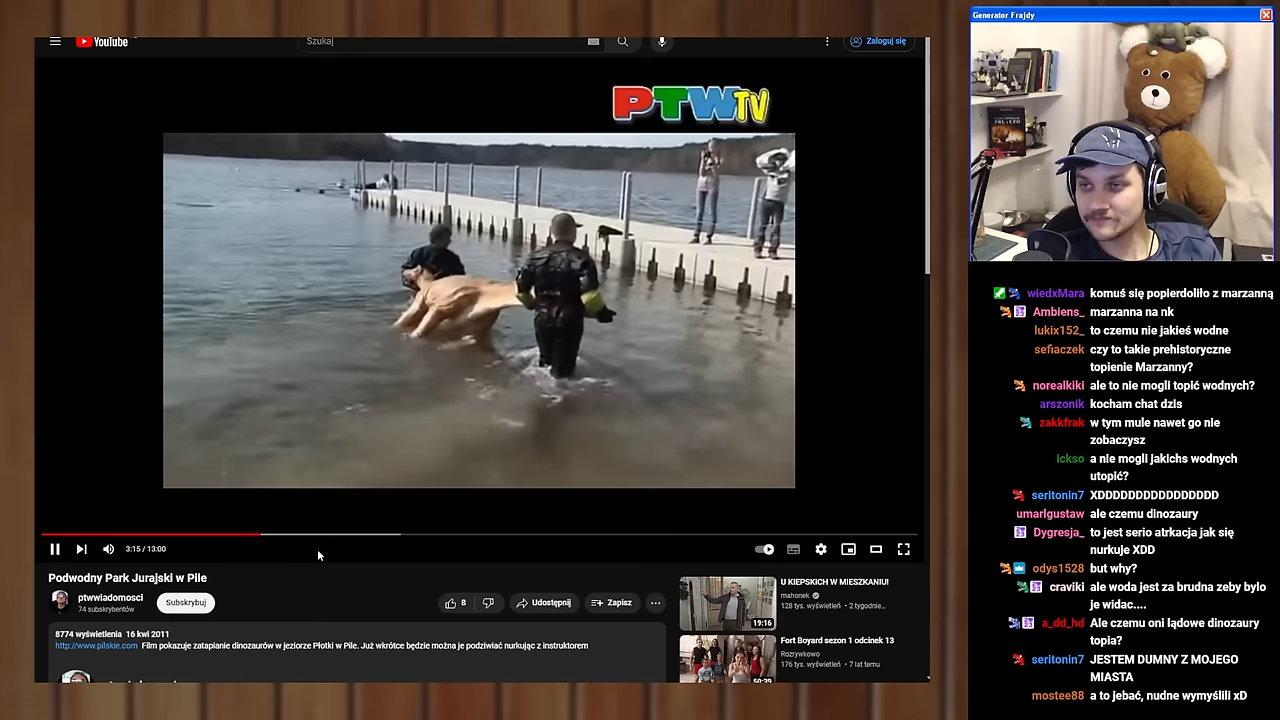 YouTube
Szukaj
Zaloguj się
PTWTV
3:15 / 13:00
Podwodny Park Jurajski w Pile
ptwwiadomosci
74 subskrybentów
Subskrybuj
8
Udostępnij
Zapisz
8774 wyświetlenia 16 kwi 2011
http://www.pilskie.com Film pokazuje zatapianie dinozaurów w jeziorze Płotki w Pile. Już wkrótce będzie można je podziwiać nurkując z instruktorem
19:16
U KIEPSKICH W MIESZKANIU!
mahonek
128 tys. wyświetleń • 2 tygodnie...
50:39
Fort Boyard sezon 1 odcinek 13
Rozrywkowo
176 tys. wyświetleń • 7 lat temu
Generator Frajdy
wiedxMara komuś się popierdoliło z marzanną
Ambiens_ marzanna na nk
lukix152_ to czemu nie jakieś wodne
sefiaczek czy to takie prehistoryczne
topienie Marzanny?
norealkiki ale to nie mogli topić wodnych?
arszonik kocham chat dzis
zakkfrak w tym mule nawet go nie
zobaczysz
ickso a nie mogli jakichs wodnych
utopić?
seritonin7 XDDDDDDDDDDDDDDDD
umarlgustaw ale czemu dinozaury
Dygresja_ to jest serio atrkacja jak się
nurkuje XDD
odys1528 but why?
craviki ale woda jest za brudna zeby bylo
je widac....
a_dd_hd Ale czemu oni lądowe dinozaury
topia?
seritonin7 JESTEM DUMNY Z MOJEGO
MIASTA
mostee88 a to jebać, nudne wymyślili xD